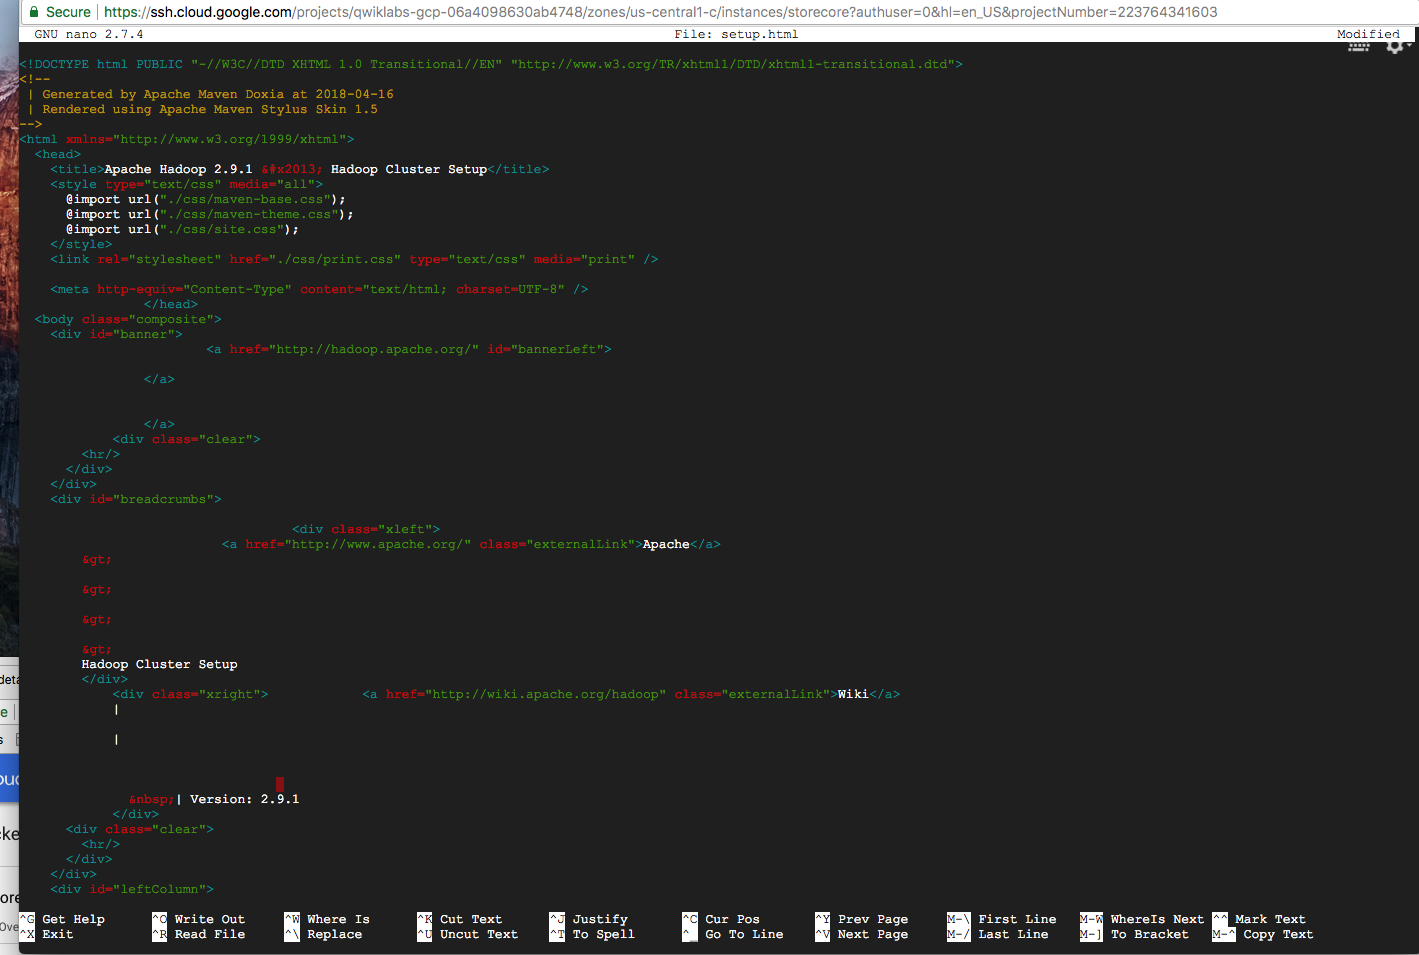 Secure | https://ssh.cloud.google.com/projects/qwiklabs-gcp-06a4098630ab4748/zones/us-central1-c/instances/storecore?authuser=0&hl=en_US&projectNumber=223764341603
GNU nano 2.7.4 File: setup.html Modified
<!DOCTYPE html PUBLIC "-//W3C//DTD XHTML 1.0 Transitional//EN" "http://www.w3.org/TR/xhtml1/DTD/xhtml1-transitional.dtd">
<!--
| Generated by Apache Maven Doxia at 2018-04-16
| Rendered using Apache Maven Stylus Skin 1.5
-->
<html xmlns="http://www.w3.org/1999/xhtml">
<head>
<title>Apache Hadoop 2.9.1 &#x2013; Hadoop Cluster Setup</title>
<style type="text/css" media="all">
@import url("./css/maven-base.css");
@import url("./css/maven-theme.css");
@import url("./css/site.css");
</style>
<link rel="stylesheet" href="./css/print.css" type="text/css" media="print" />
<meta http-equiv="Content-Type" content="text/html; charset=UTF-8" />
</head>
<body class="composite">
<div id="banner">
<a href="http://hadoop.apache.org/" id="bannerLeft">
</a>
</a>
<div class="clear">
<hr/>
</div>
</div>
<div id="breadcrumbs">
<div class="xleft">
<a href="http://www.apache.org/" class="externalLink">Apache</a>
&gt;
&gt;
&gt;
&gt;
Hadoop Cluster Setup
</div>
<div class="xright"> <a href="http://wiki.apache.org/hadoop" class="externalLink">Wiki</a>
|
|
&nbsp;| Version: 2.9.1
</div>
<div class="clear">
<hr/>
</div>
</div>
<div id="leftColumn">
^G Get Help ^O Write Out ^W Where Is ^K Cut Text ^J Justify ^C Cur Pos ^Y Prev Page M-\ First Line M-W WhereIs Next ^^ Mark Text
^X Exit ^R Read File ^\ Replace ^U Uncut Text ^T To Spell ^_ Go To Line ^V Next Page M-/ Last Line M-] To Bracket M-^ Copy Text